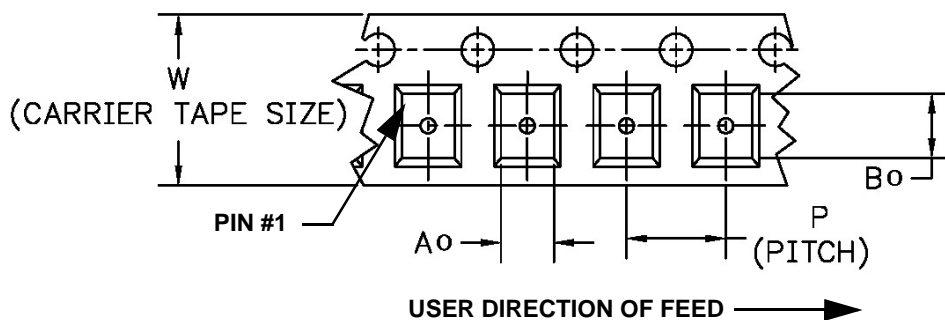 W
(CARRIER TAPE SIZE)
PIN #1
Ao
Bo
P
(PITCH)
USER DIRECTION OF FEED